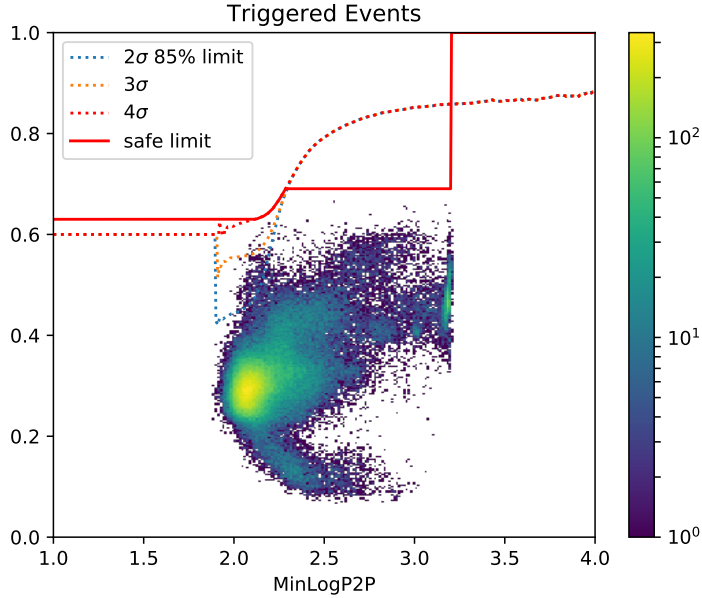 Triggered Events
2σ 85% limit
3σ
4σ
safe limit
1.0
0.8
0.6
0.4
0.2
0.0
1.0 1.5 2.0 2.5 3.0 3.5 4.0
MinLogP2P
10²
10¹
10⁰